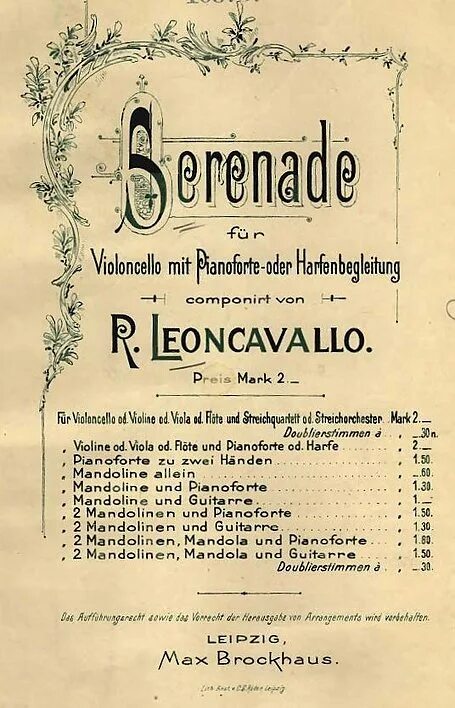 Serenade
für
Violoncello mit Pianoforte- oder Harfenbegleitung
componirt von
R. LEONCAVALLO.
Preis Mark 2._
Für Violoncello od. Violine od. Viola od. Flöte und Streichquartett od. Streichorchester. Mark 2._
Doublierstimmen à „ _.30 n.
„ Violine od. Viola od. Flöte und Pianoforte od. Harfe „ 2._
„ Pianoforte zu zwei Händen „ 1.50.
„ Mandoline allein „ _.60.
„ Mandoline und Pianoforte „ 1.30.
„ Mandoline und Guitarre „ 1._
„ 2 Mandolinen und Pianoforte „ 1.50.
„ 2 Mandolinen und Guitarre „ 1.30.
„ 2 Mandolinen, Mandola und Pianoforte „ 1.80.
„ 2 Mandolinen, Mandola und Guitarre „ 1.50.
Doublierstimmen à „ _.30.
Das Aufführungsrecht sowie das Vorrecht der Herausgabe von Arrangements wird vorbehalten.
LEIPZIG,
Max Brockhaus.
Lith. Anst. v. C.G. Röder, Leipzig.